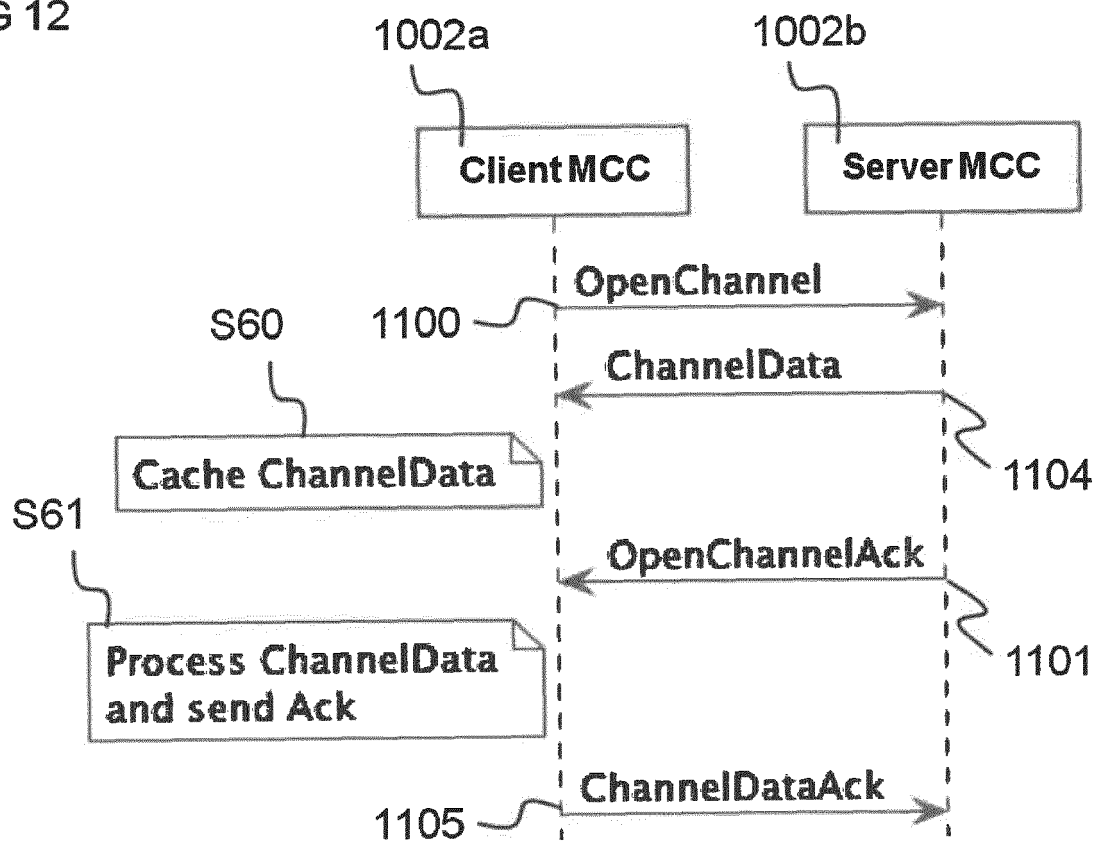 G 12
1002a
1002b
Client MCC
Server MCC
OpenChannel
1100
S60
ChannelData
Cache ChannelData
1104
S61
OpenChannelAck
Process ChannelData
and send Ack
1101
ChannelDataAck
1105